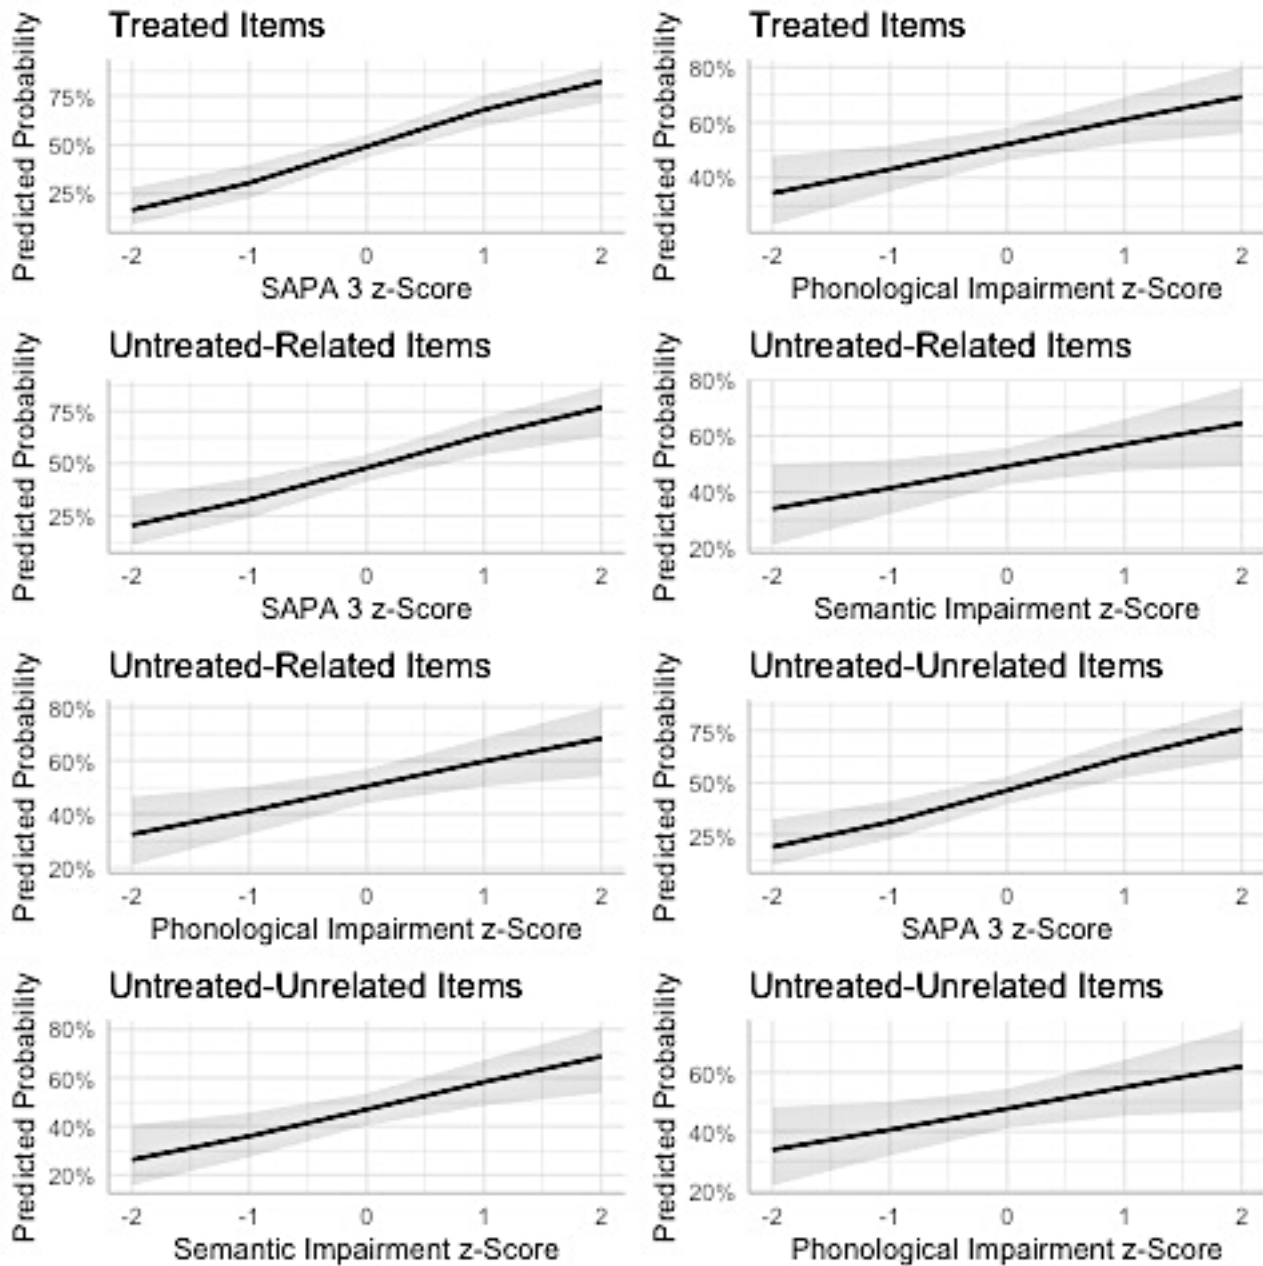 Treated Items
Predicted Probability
75%
50%
25%
-2 -1 0 1 2
SAPA 3 z-Score
Treated Items
Predicted Probability
80%
60%
40%
-2 -1 0 1 2
Phonological Impairment z-Score
Untreated-Related Items
Predicted Probability
75%
50%
25%
-2 -1 0 1 2
SAPA 3 z-Score
Untreated-Related Items
Predicted Probability
80%
60%
40%
20%
-2 -1 0 1 2
Semantic Impairment z-Score
Untreated-Related Items
Predicted Probability
80%
60%
40%
20%
-2 -1 0 1 2
Phonological Impairment z-Score
Untreated-Unrelated Items
Predicted Probability
75%
50%
25%
-2 -1 0 1 2
SAPA 3 z-Score
Untreated-Unrelated Items
Predicted Probability
80%
60%
40%
20%
-2 -1 0 1 2
Semantic Impairment z-Score
Untreated-Unrelated Items
Predicted Probability
60%
40%
20%
-2 -1 0 1 2
Phonological Impairment z-Score